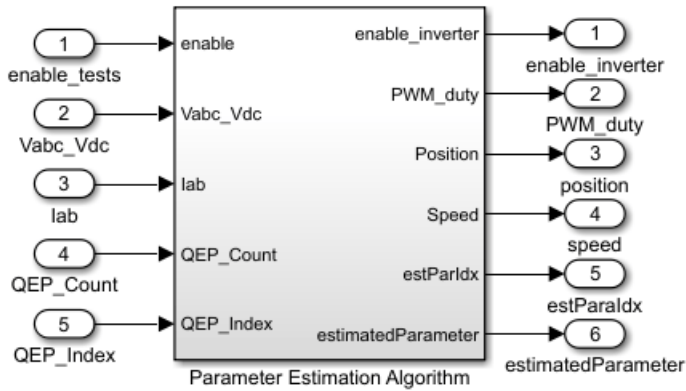 1
enable_tests
2
Vabc_Vdc
3
Iab
4
QEP_Count
5
QEP_Index
enable
Vabc_Vdc
Iab
QEP_Count
QEP_Index
enable_inverter
PWM_duty
Position
Speed
estParIdx
estimatedParameter
Parameter Estimation Algorithm
1
enable_inverter
2
PWM_duty
3
position
4
speed
5
estParaIdx
6
estimatedParameter